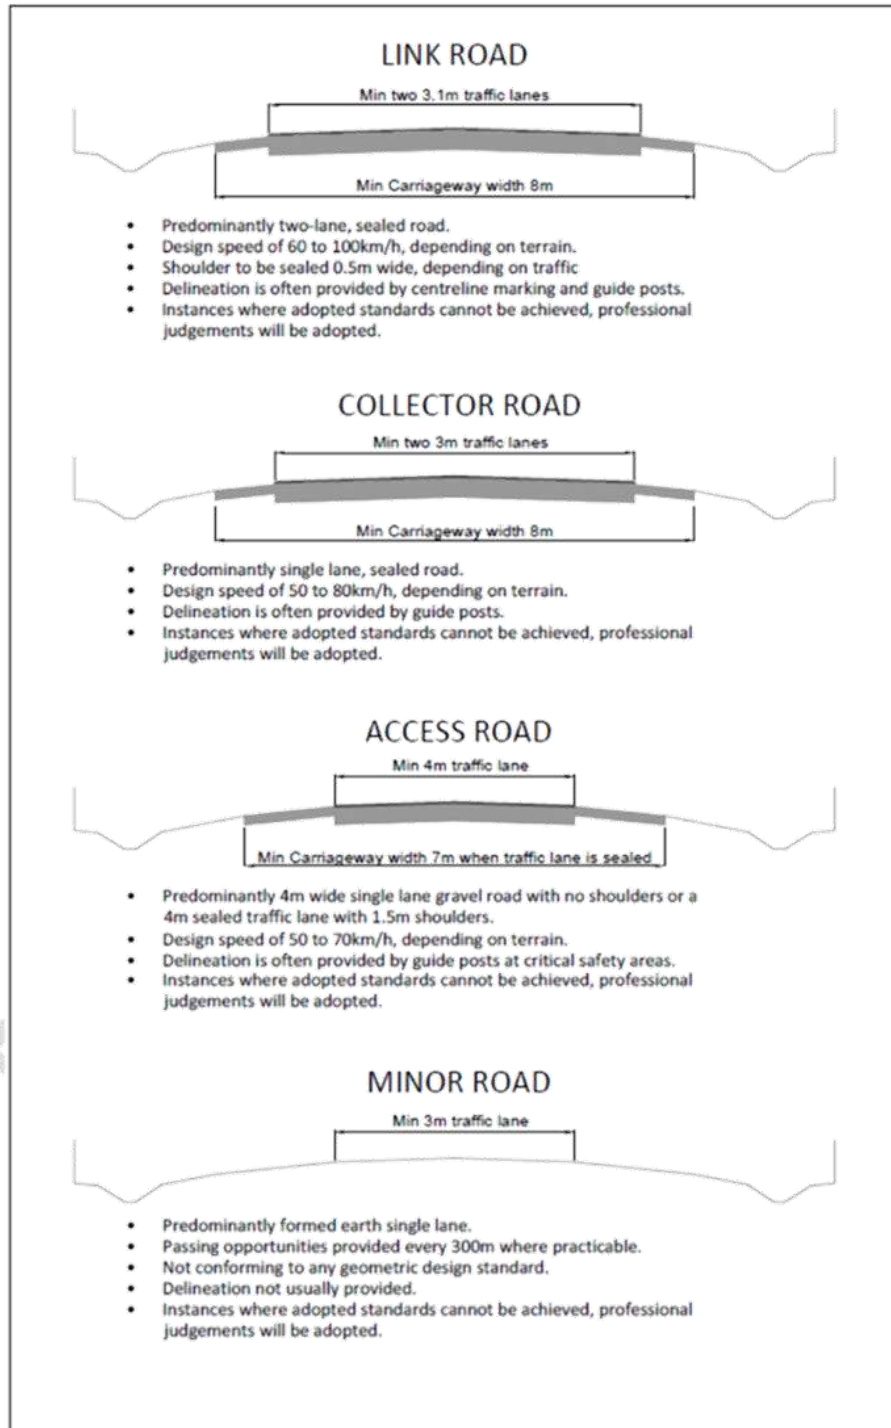 LINK ROAD
Min two 3.1m traffic lanes
Min Carriageway width 8m
• Predominantly two-lane, sealed road.
• Design speed of 60 to 100km/h, depending on terrain.
• Shoulder to be sealed 0.5m wide, depending on traffic
• Delineation is often provided by centreline marking and guide posts.
• Instances where adopted standards cannot be achieved, professional
judgements will be adopted.
COLLECTOR ROAD
Min two 3m traffic lanes
Min Carriageway width 8m
• Predominantly single lane, sealed road.
• Design speed of 50 to 80km/h, depending on terrain.
• Delineation is often provided by guide posts.
• Instances where adopted standards cannot be achieved, professional
judgements will be adopted.
ACCESS ROAD
Min 4m traffic lane
Min Carriageway width 7m when traffic lane is sealed
• Predominantly 4m wide single lane gravel road with no shoulders or a
4m sealed traffic lane with 1.5m shoulders.
• Design speed of 50 to 70km/h, depending on terrain.
• Delineation is often provided by guide posts at critical safety areas.
• Instances where adopted standards cannot be achieved, professional
judgements will be adopted.
MINOR ROAD
Min 3m traffic lane
• Predominantly formed earth single lane.
• Passing opportunities provided every 300m where practicable.
• Not conforming to any geometric design standard.
• Delineation not usually provided.
• Instances where adopted standards cannot be achieved, professional
judgements will be adopted.